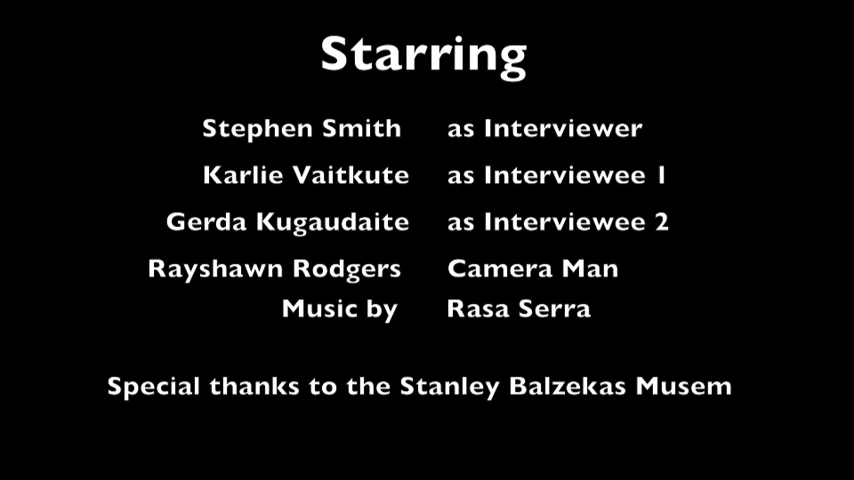 Starring
Stephen Smith as Interviewer
Karlie Vaitkute as Interviewee 1
Gerda Kugaudaite as Interviewee 2
Rayshawn Rodgers Camera Man
Music by Rasa Serra
Special thanks to the Stanley Balzekas Musem